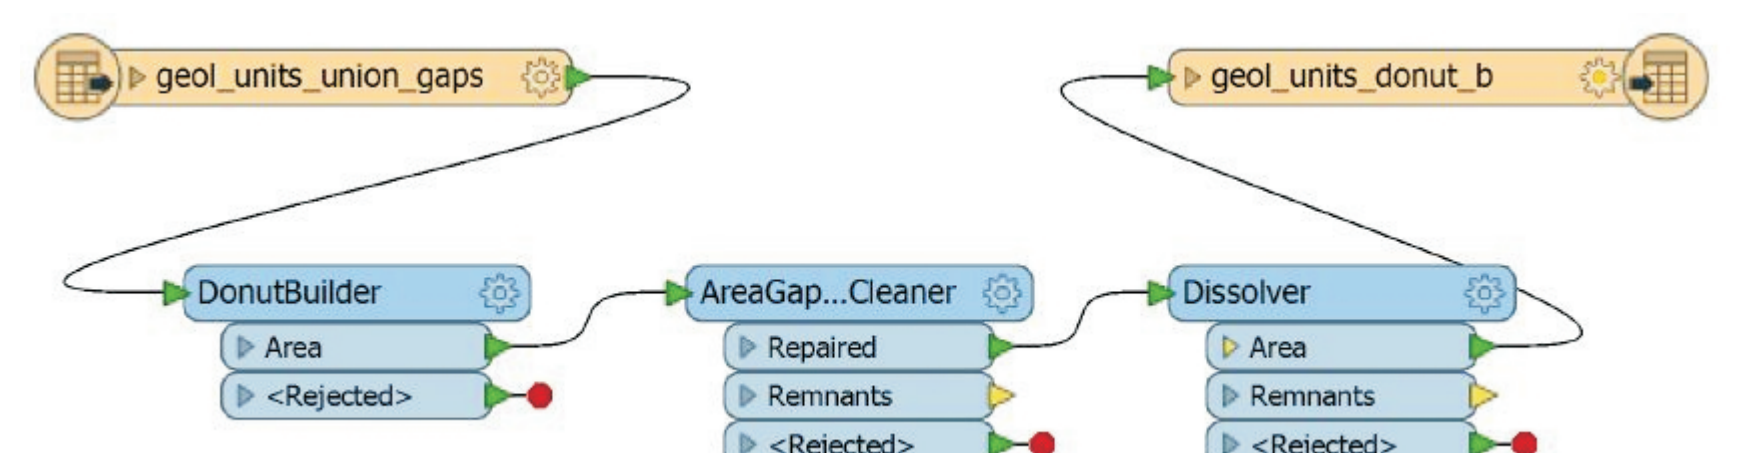 geol_units_union_gaps
geol_units_donut_b
DonutBuilder
Area
<Rejected>
AreaGap...Cleaner
Repaired
Remnants
<Rejected>
Dissolver
Area
Remnants
<Rejected>